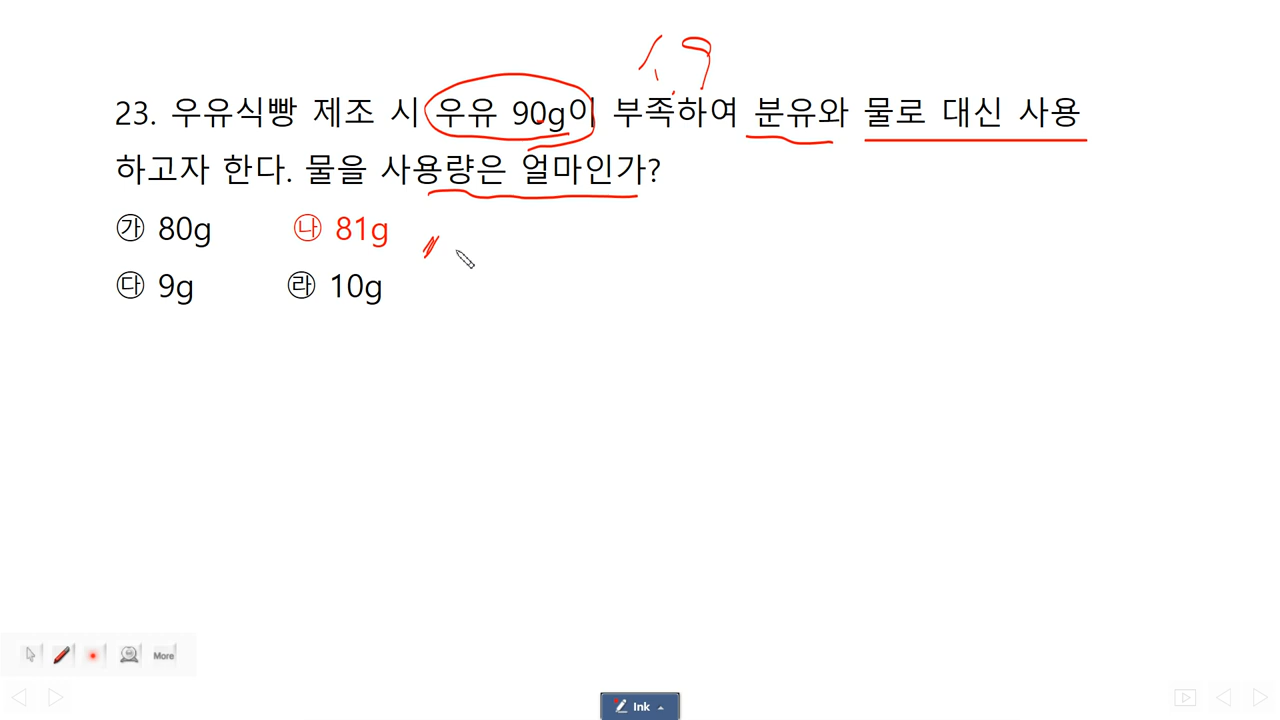 1.9
23. 우유식빵 제조 시 우유 90g이 부족하여 분유와 물로 대신 사용
하고자 한다. 물을 사용량은 얼마인가?
㉮ 80g ㉯ 81g
㉰ 9g ㉱ 10g
More
Ink